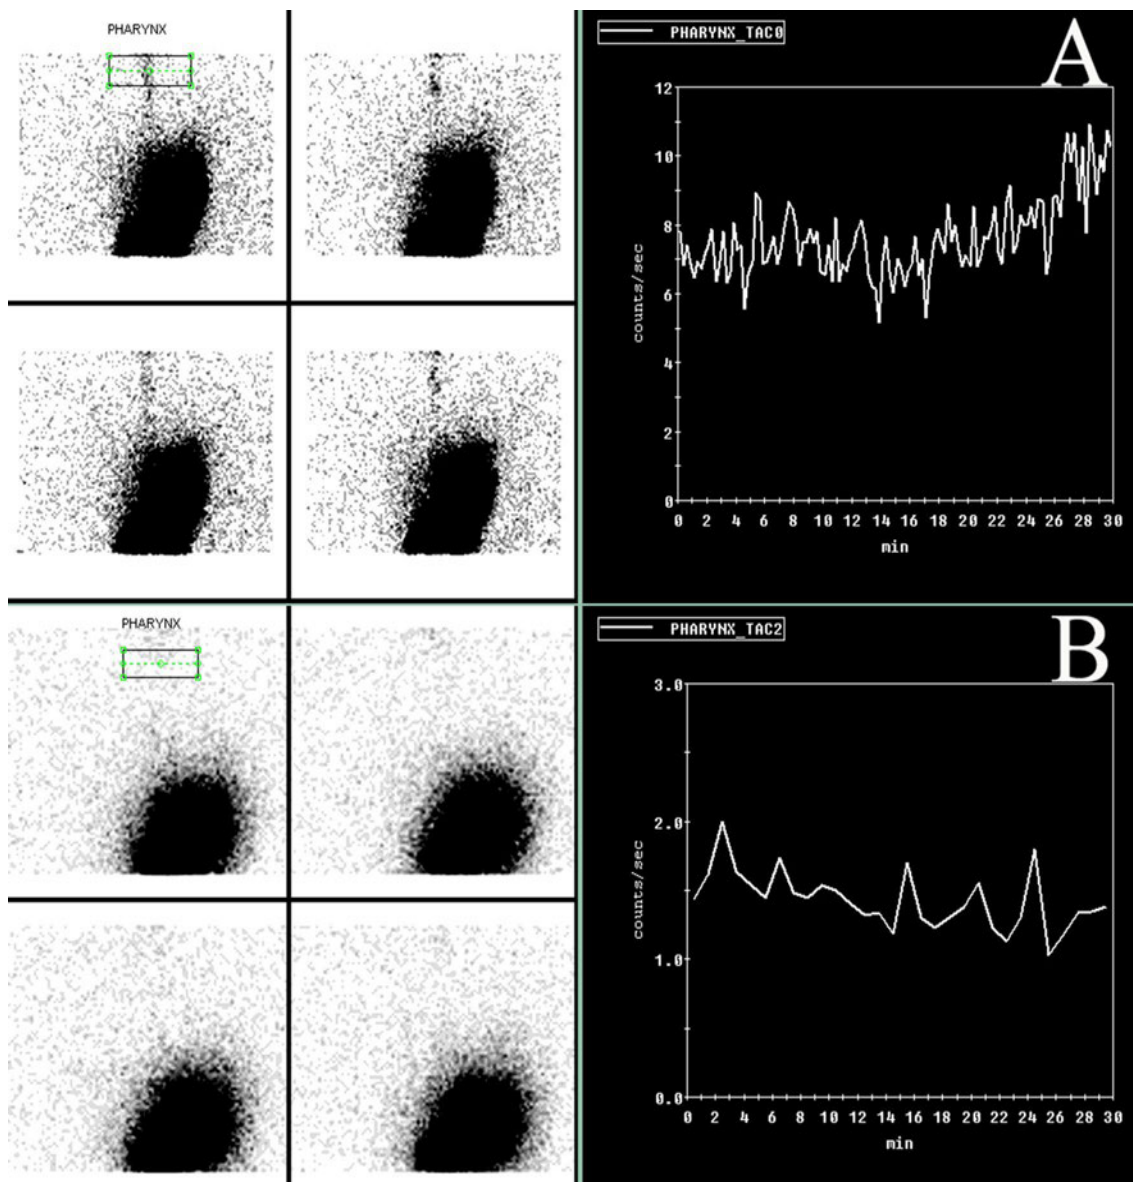 PHARYNX
PHARYNX_TAC0
A
12
10
8
6
4
2
0
counts/sec
0 2 4 6 8 10 12 14 16 18 20 22 24 26 28 30
min
PHARYNX
PHARYNX_TAC2
B
3.0
2.0
1.0
0.0
counts/sec
0 2 4 6 8 10 12 14 16 18 20 22 24 26 28 30
min